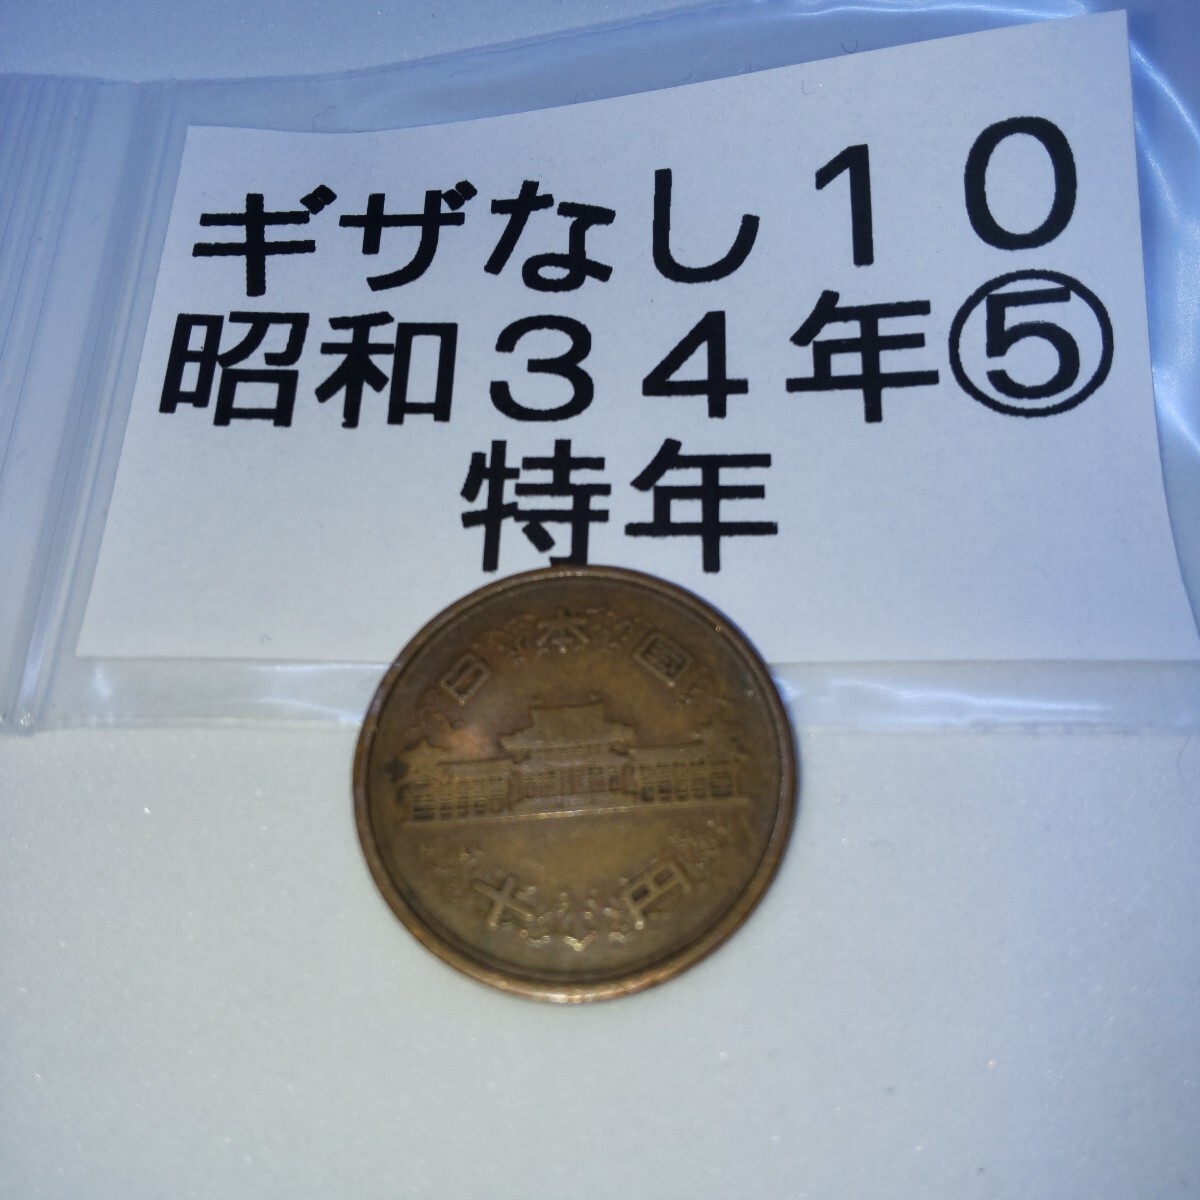 ギザなし１０
昭和３４年⑤
特年
日本国
十円